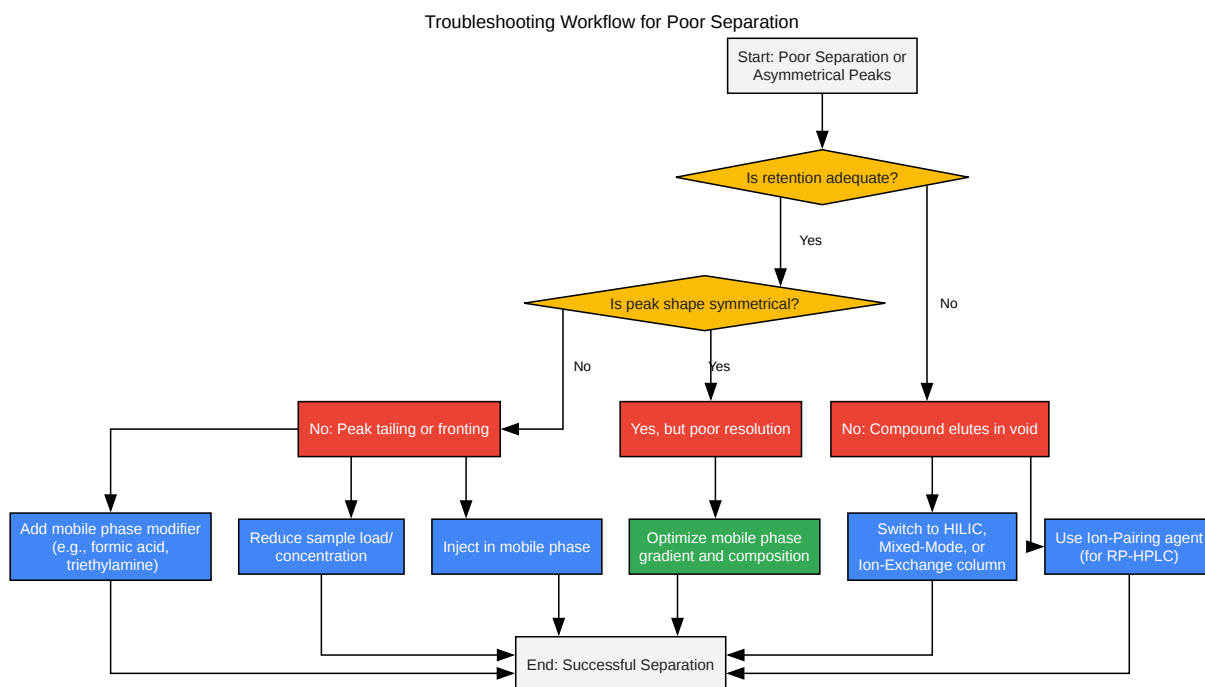 Troubleshooting Workflow for Poor Separation
Start: Poor Separation or
Asymmetrical Peaks
Is retention adequate?
Yes
Is peak shape symmetrical?
No
No
Yes
No: Peak tailing or fronting
Yes, but poor resolution
No: Compound elutes in void
Add mobile phase modifier
(e.g., formic acid,
triethylamine)
Reduce sample load/
concentration
Inject in mobile phase
Optimize mobile phase
gradient and composition
Switch to HILIC,
Mixed-Mode, or
Ion-Exchange column
Use Ion-Pairing agent
(for RP-HPLC)
End: Successful Separation